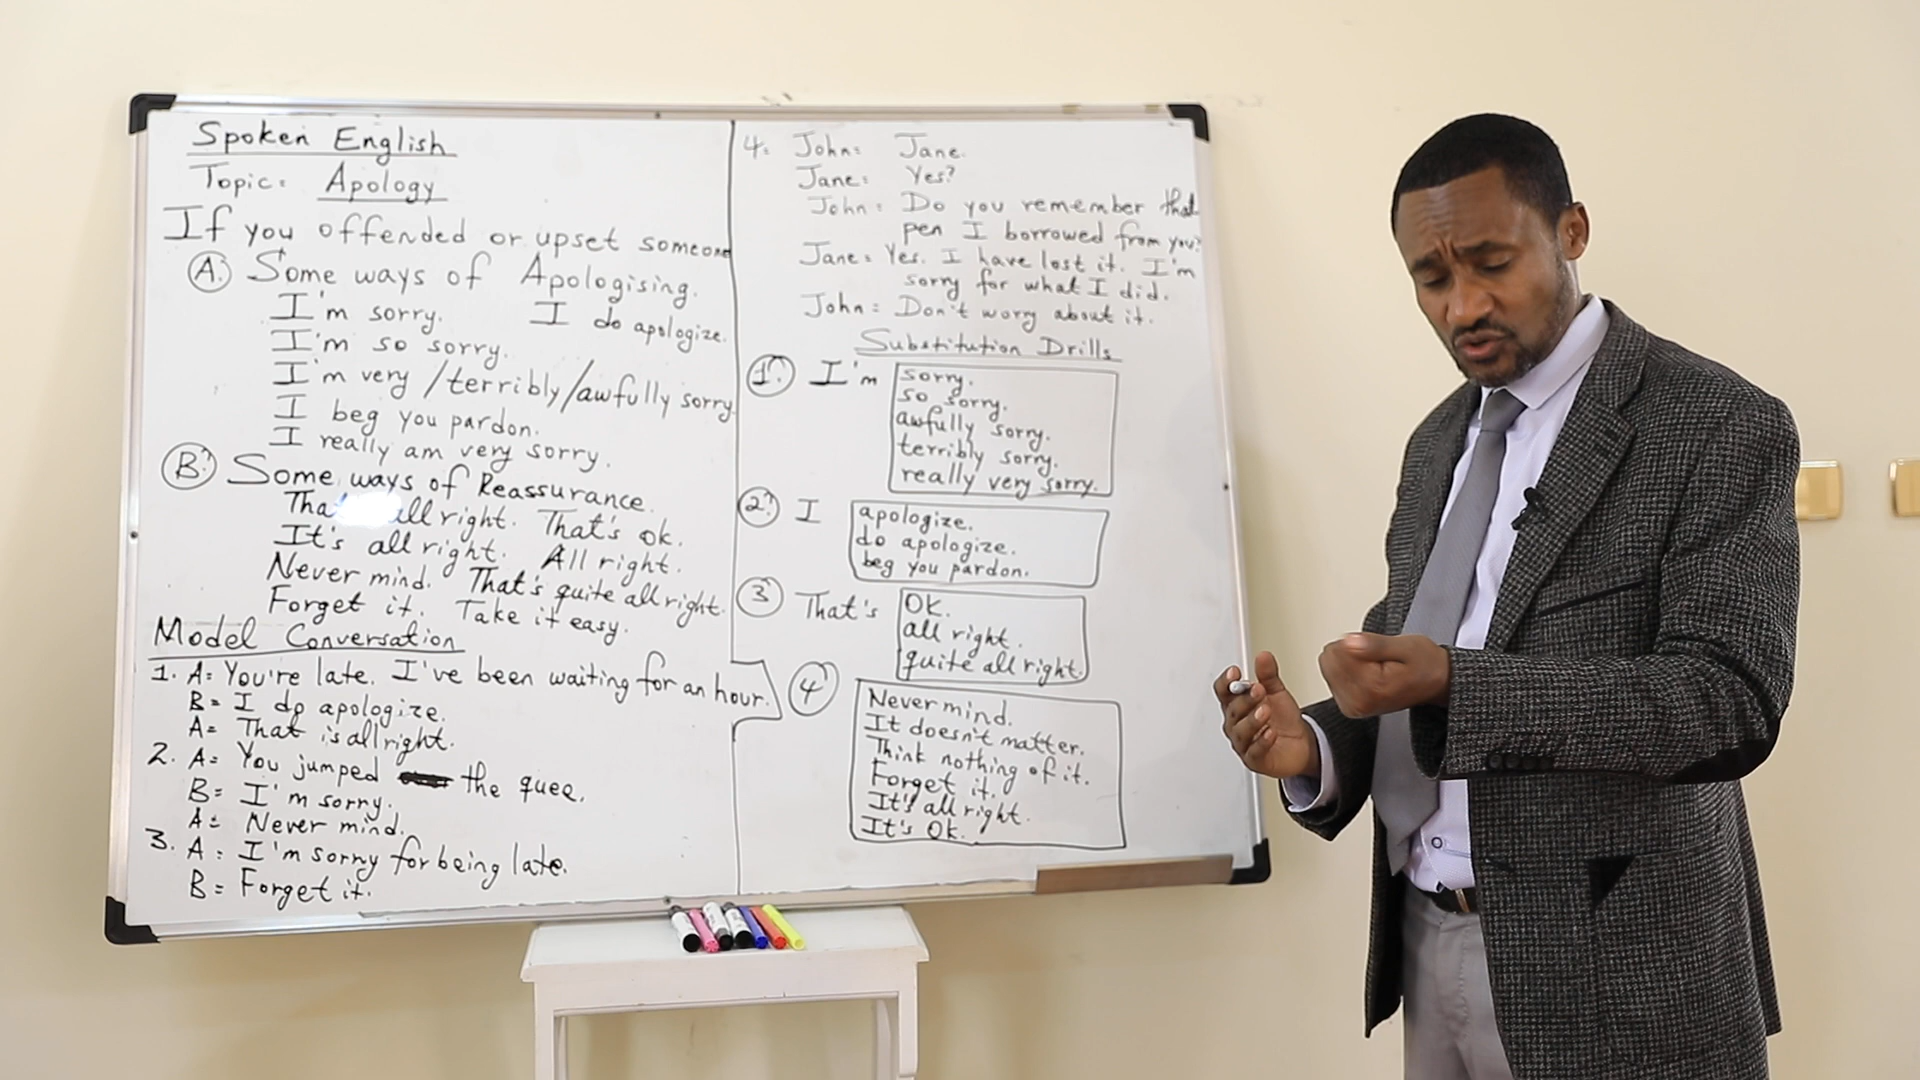 Spoken English
Topic: Apology
If you offended or upset someone
A. Some ways of Apologising.
I'm sorry. I do apologize.
I'm so sorry.
I'm very /terribly/awfully sorry.
I beg you pardon.
I really am very sorry.
B. Some ways of Reassurance.
all right. That's ok.
It's all right. All right.
Never mind. That's quite all right.
Forget it. Take it easy.
Model Conversation
1. A: You're late. I've been waiting for an hour.
B: I do apologize.
A: That is all right.
2. A: You jumped the quee.
B: I'm sorry.
A: Never mind.
3. A: I'm sorry for being late.
B: Forget it.
4: John: Jane.
Jane: Yes?
John: Do you remember that
pen I borrowed from you?
Jane: Yes. I have lost it. I'm
sorry for what I did.
John: Don't worry about it.
Substitution Drills
1. I'm
sorry.
so sorry.
awfully sorry.
terribly sorry.
really very sorry.
2. I
apologize.
do apologize.
beg you pardon.
3 That's
Ok.
all right.
quite all right.
4
Never mind.
It doesn't matter.
Think nothing of it.
Forget it.
It's all right.
It's Ok.